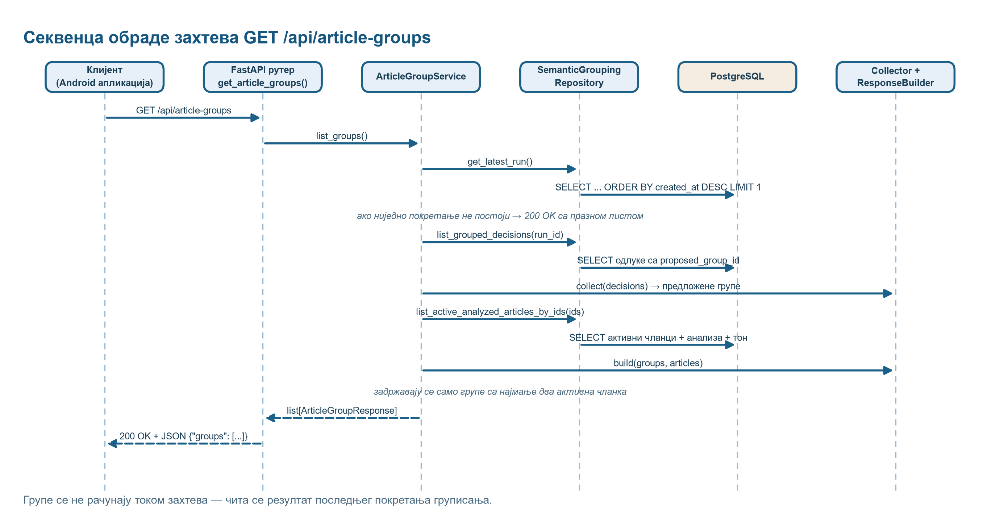 Секвенца обраде захтева GET /api/article-groups
Клијент
(Android апликација)
FastAPI рутер
get_article_groups()
ArticleGroupService
SemanticGrouping
Repository
PostgreSQL
Collector +
ResponseBuilder
GET /api/article-groups
list_groups()
get_latest_run()
SELECT ... ORDER BY created_at DESC LIMIT 1
ако ниједно покретање не постоји → 200 OK са празном листом
list_grouped_decisions(run_id)
SELECT одлуке са proposed_group_id
collect(decisions) → предложене групе
list_active_analyzed_articles_by_ids(ids)
SELECT активни чланци + анализа + тон
build(groups, articles)
задржавају се само групе са најмање два активна чланка
list[ArticleGroupResponse]
200 OK + JSON {"groups": [...]}
Групе се не рачунају током захтева — чита се резултат последњег покретања груписања.